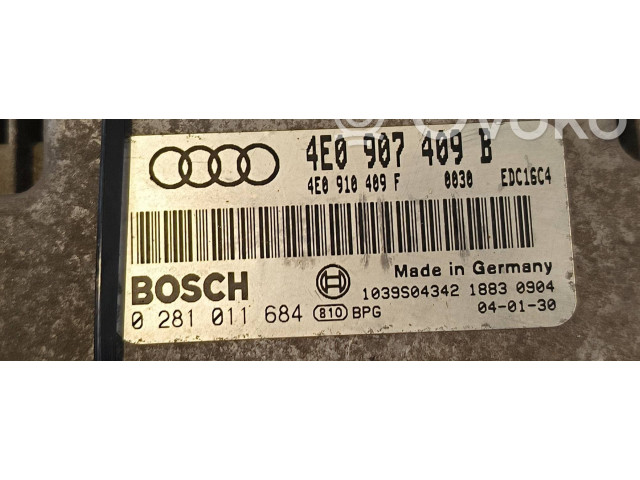 Ovoko
4E0 907 409 B
4E0 910 409 F 0030 EDC16C4
BOSCH Made in Germany
1039S04342 1883 0904
0 281 011 684 810 BPG 04-01-30